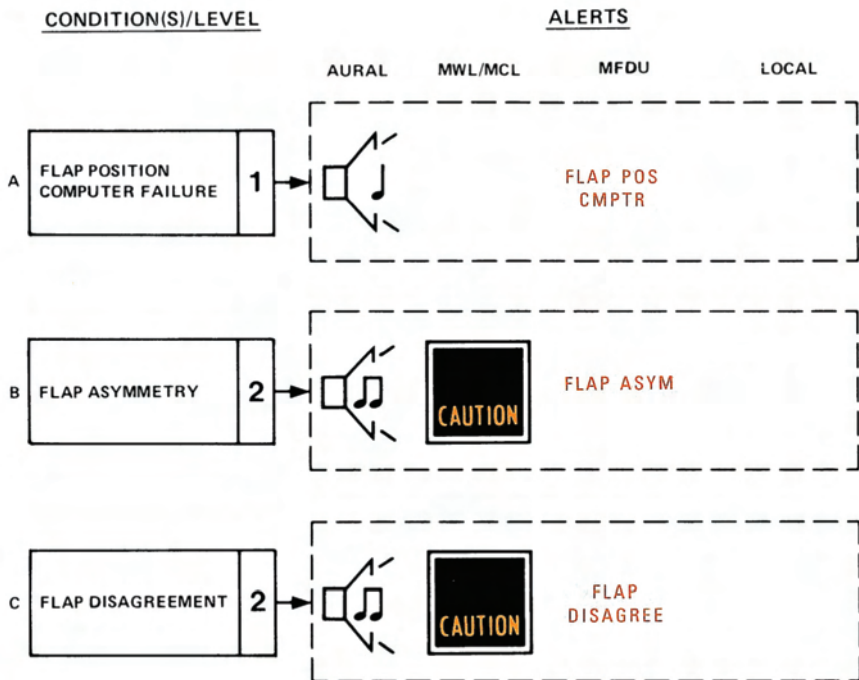 CONDITION(S)/LEVEL
ALERTS
AURAL
MWL/MCL
MFDU
LOCAL
A
FLAP POSITION
COMPUTER FAILURE
1
FLAP POS
CMPTR
B
FLAP ASYMMETRY
2
CAUTION
FLAP ASYM
C
FLAP DISAGREEMENT
2
CAUTION
FLAP
DISAGREE